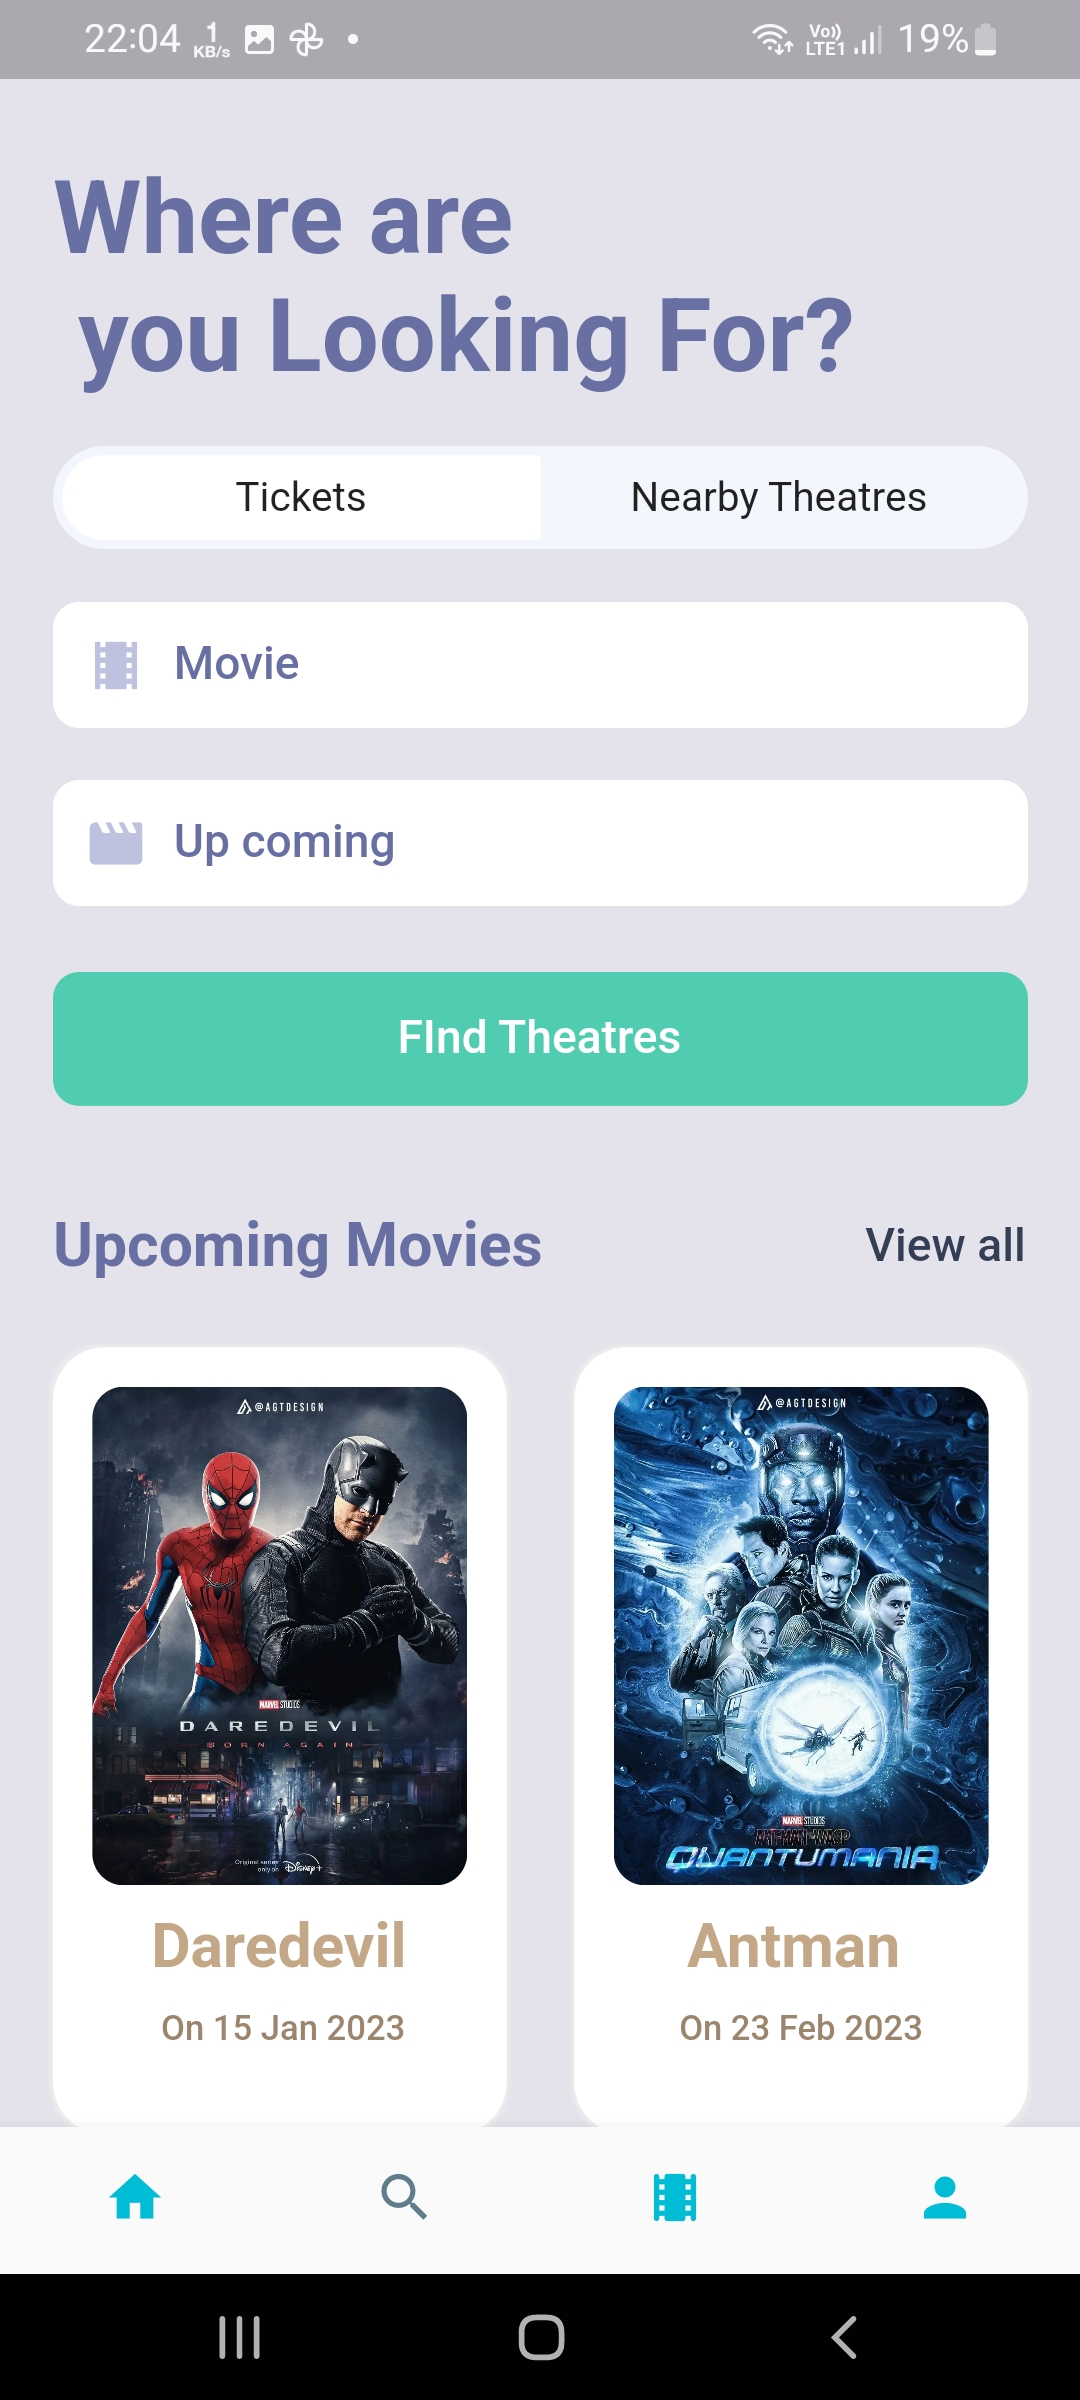 22:04 1 KB/s Vo)) LTE1 19%
Where are
you Looking For?
Tickets Nearby Theatres
Movie
Up coming
FInd Theatres
Upcoming Movies View all
@AGTDESIGN
MARVEL STUDIOS
DAREDEVIL
BORN AGAIN
Original series
only on Disney+
@AGTDESIGN
MARVEL STUDIOS
ANT-MAN AND THE WASP
QUANTUMANIA
Daredevil Antman
On 15 Jan 2023 On 23 Feb 2023